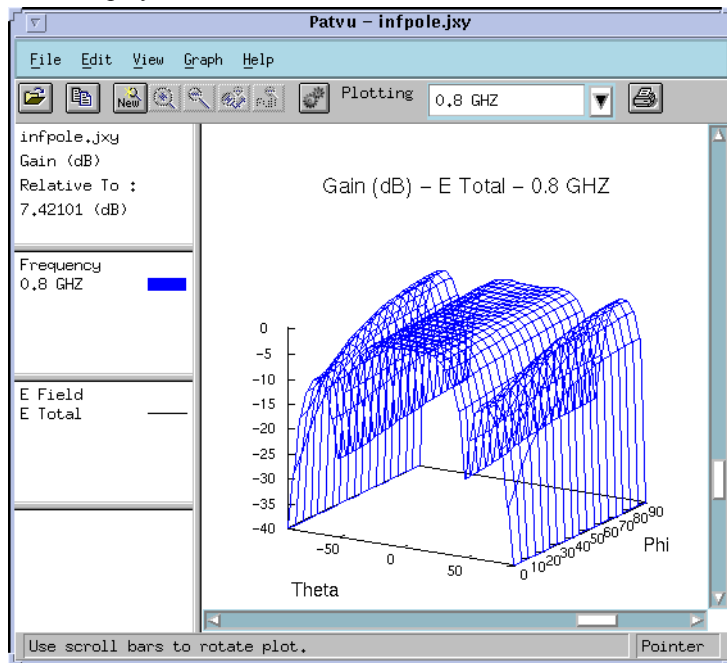 Patvu – infpole.jxy
File Edit View Graph Help
New Full Plotting 0.8 GHZ
infpole.jxy
Gain (dB)
Relative To :
7.42101 (dB)
Frequency
0.8 GHZ
E Field
E Total
Gain (dB) – E Total – 0.8 GHZ
0
−5
−10
−15
−20
−25
−30
−35
−40
−50 0 50
Theta
0 10 20 30 40 50 60 70 80 90
Phi
Use scroll bars to rotate plot. Pointer